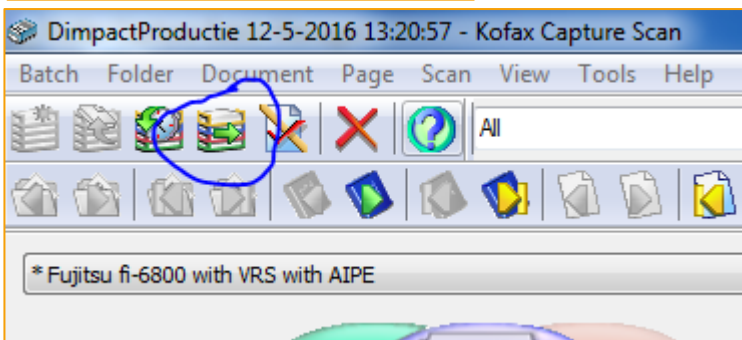 DimpactProductie 12-5-2016 13:20:57 - Kofax Capture Scan
Batch Folder Document Page Scan View Tools Help
All
* Fujitsu fi-6800 with VRS with AIPE